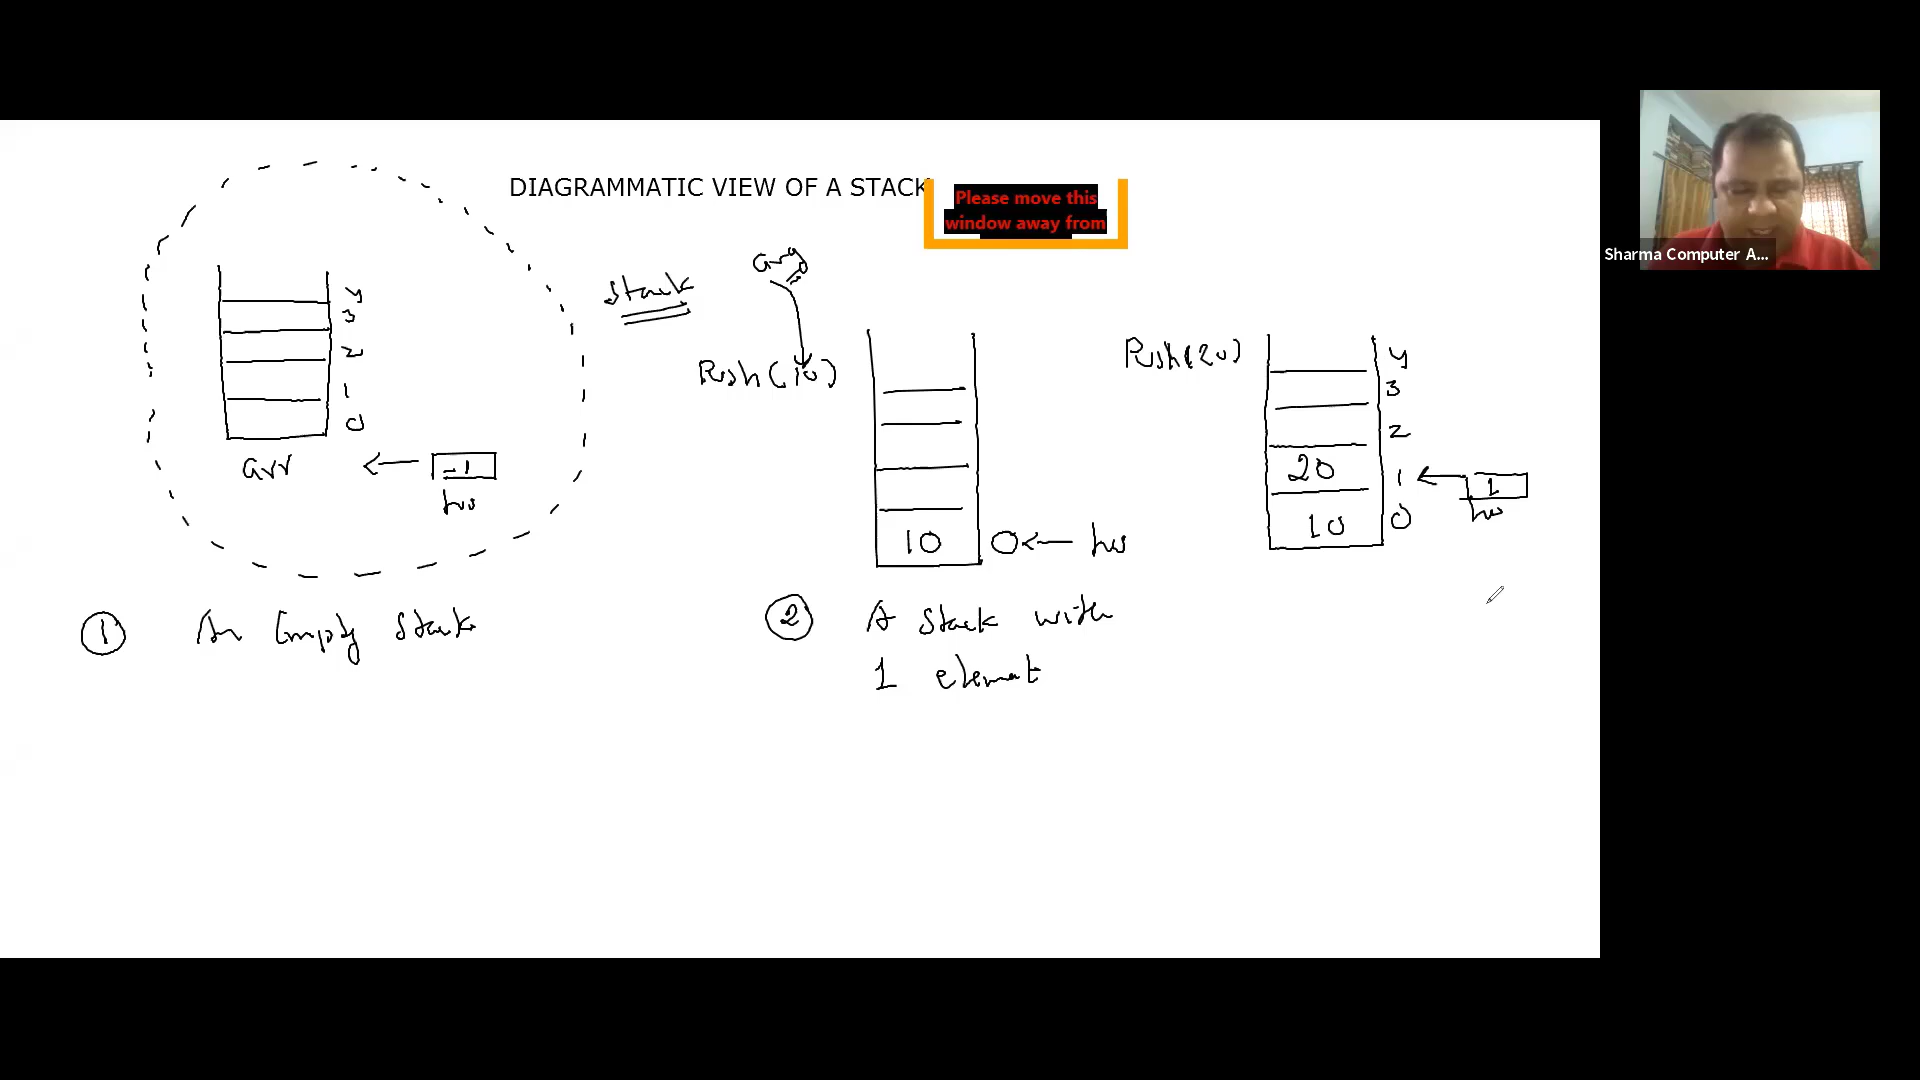 DIAGRAMMATIC VIEW OF A STACK
Please move this
window away from
Sharma Computer A...
stack
args
Push(10)
Push(20)
4
3
2
1
0
arr
-1
tos
10
0
tos
4
3
2
20
1
1
tos
10
0
1
An Empty Stack
2
A Stack with
1 element